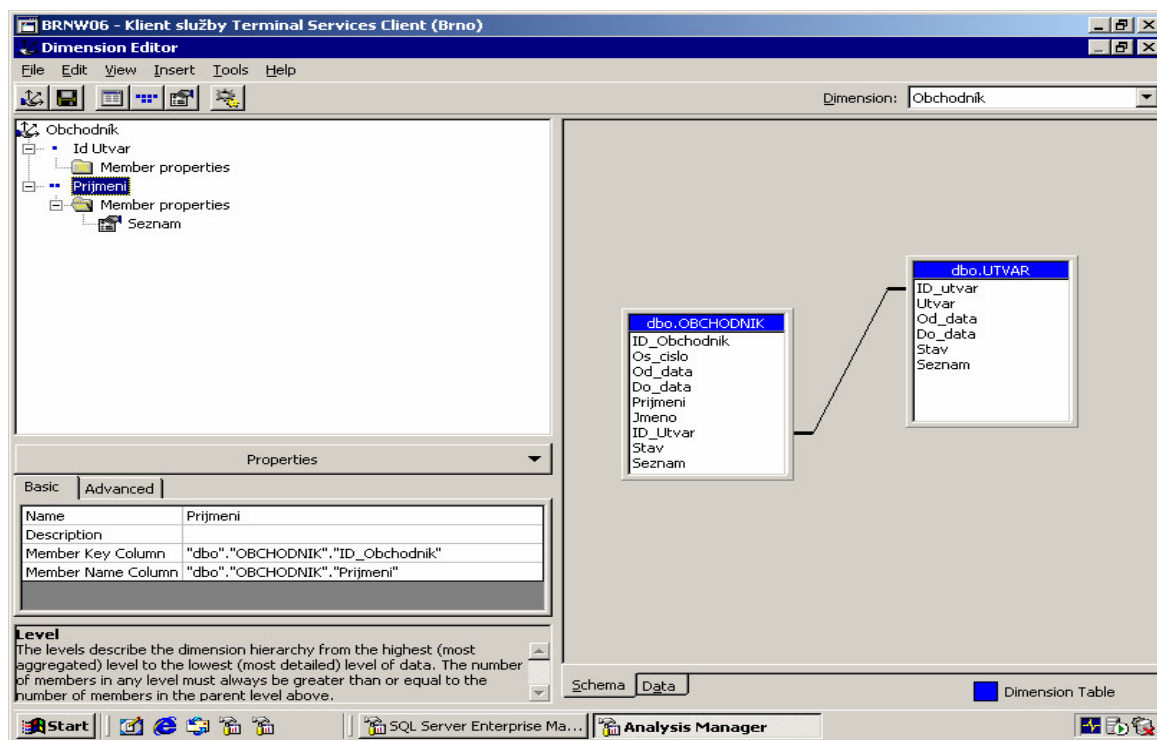 BRNW06 - Klient služby Terminal Services Client (Brno)
Dimension Editor
File Edit View Insert Tools Help
Dimension: Obchodník
Obchodník
Id Utvar
Member properties
Prijmeni
Member properties
Seznam
dbo.OBCHODNIK
ID_Obchodnik
Os_cislo
Od_data
Do_data
Prijmeni
Jmeno
ID_Utvar
Stav
Seznam
dbo.UTVAR
ID_utvar
Utvar
Od_data
Do_data
Stav
Seznam
Properties
Basic Advanced
Name Prijmeni
Description
Member Key Column "dbo"."OBCHODNIK"."ID_Obchodnik"
Member Name Column "dbo"."OBCHODNIK"."Prijmeni"
Level
The levels describe the dimension hierarchy from the highest (most
aggregated) level to the lowest (most detailed) level of data. The number
of members in any level must always be greater than or equal to the
number of members in the parent level above.
Schema Data
Dimension Table
Start SQL Server Enterprise Ma... Analysis Manager